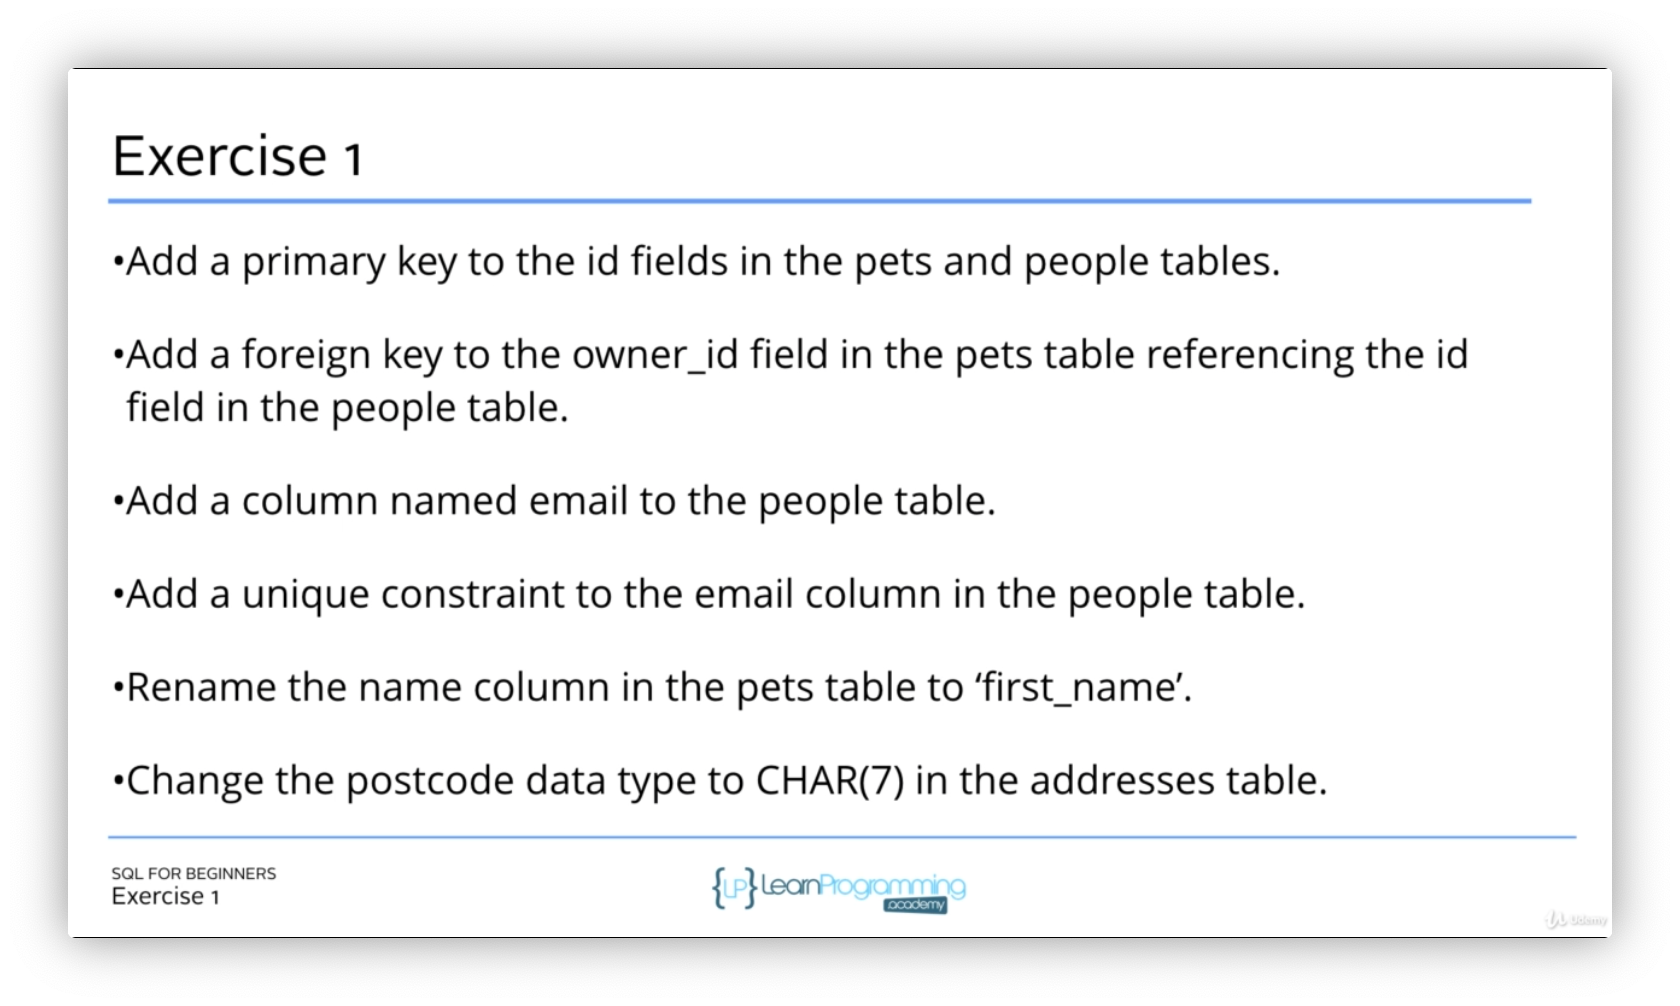 Exercise 1
•Add a primary key to the id fields in the pets and people tables.
•Add a foreign key to the owner_id field in the pets table referencing the id
field in the people table.
•Add a column named email to the people table.
•Add a unique constraint to the email column in the people table.
•Rename the name column in the pets table to ‘first_name’.
•Change the postcode data type to CHAR(7) in the addresses table.
SQL FOR BEGINNERS
Exercise 1
{LP} LearnProgramming
academy
Udemy